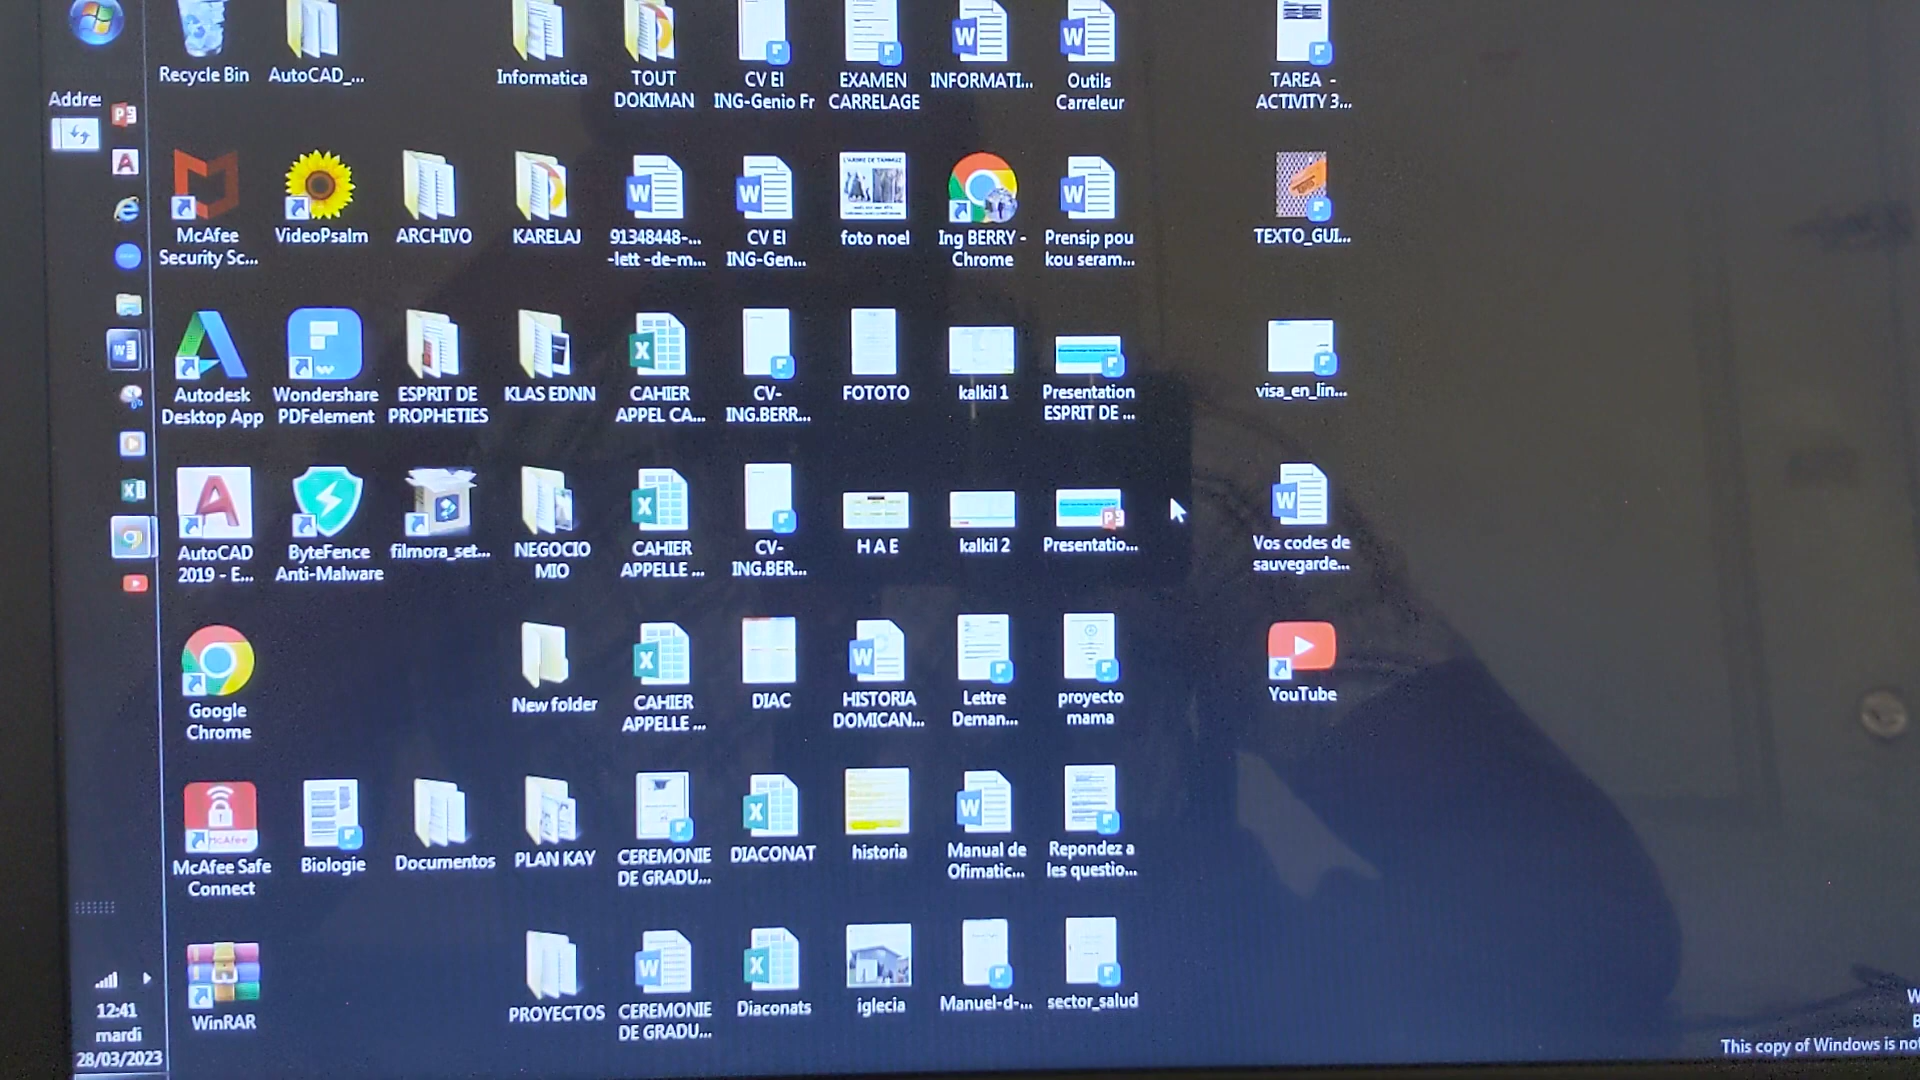 Recycle Bin
AutoCAD_...
Informatica
TOUT
DOKIMAN
CV El
ING-Genio Fr
EXAMEN
CARRELAGE
INFORMATI...
Outils
Carreleur
TAREA -
ACTIVITY 3...
Addre
McAfee
Security Sc...
VideoPsalm
ARCHIVO
KARELAJ
91348448-...
-lett -de-m...
CV El
ING-Gen...
foto noel
Ing BERRY -
Chrome
Prensip pou
kou seram...
TEXTO_GUI...
Autodesk
Desktop App
Wondershare
PDFelement
ESPRIT DE
PROPHETIES
KLAS EDNN
CAHIER
APPEL CA...
CV-
ING.BERR...
FOTOTO
kalkil 1
Presentation
ESPRIT DE ...
visa_en_lin...
AutoCAD
2019 - E...
ByteFence
Anti-Malware
filmora_set...
NEGOCIO
MIO
CAHIER
APPELLE ...
CV-
ING.BER...
H A E
kalkil 2
Presentatio...
Vos codes de
sauvegarde...
Google
Chrome
New folder
CAHIER
APPELLE ...
DIAC
HISTORIA
DOMICAN...
Lettre
Deman...
proyecto
mama
YouTube
McAfee Safe
Connect
Biologie
Documentos
PLAN KAY
CEREMONIE
DE GRADU...
DIACONAT
historia
Manual de
Ofimatic...
Repondez a
les questio...
WinRAR
PROYECTOS
CEREMONIE
DE GRADU...
Diaconats
iglecia
Manuel-d-...
sector_salud
12:41
mardi
28/03/2023
This copy of Windows is not